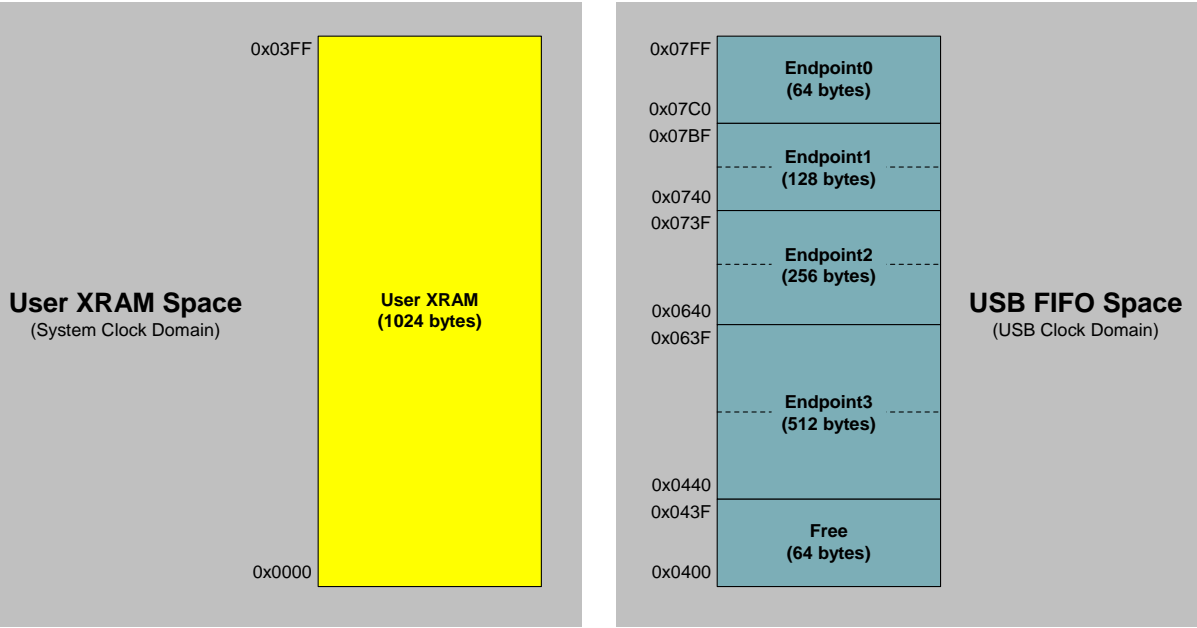 0x03FF
User XRAM Space
(System Clock Domain)
User XRAM
(1024 bytes)
0x0000
0x07FF
Endpoint0
(64 bytes)
0x07C0
0x07BF
Endpoint1
(128 bytes)
0x0740
0x073F
Endpoint2
(256 bytes)
0x0640
0x063F
Endpoint3
(512 bytes)
0x0440
0x043F
Free
(64 bytes)
0x0400
USB FIFO Space
(USB Clock Domain)